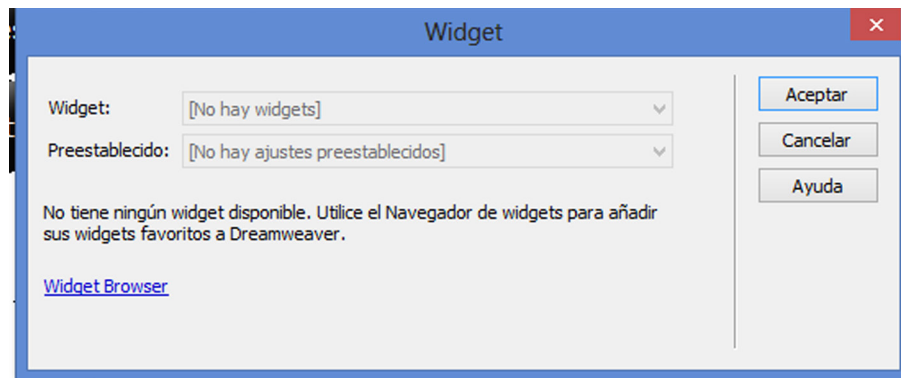 Widget
Widget: [No hay widgets]
Aceptar
Preestablecido: [No hay ajustes preestablecidos]
Cancelar
Ayuda
No tiene ningún widget disponible. Utilice el Navegador de widgets para añadir
sus widgets favoritos a Dreamweaver.
Widget Browser